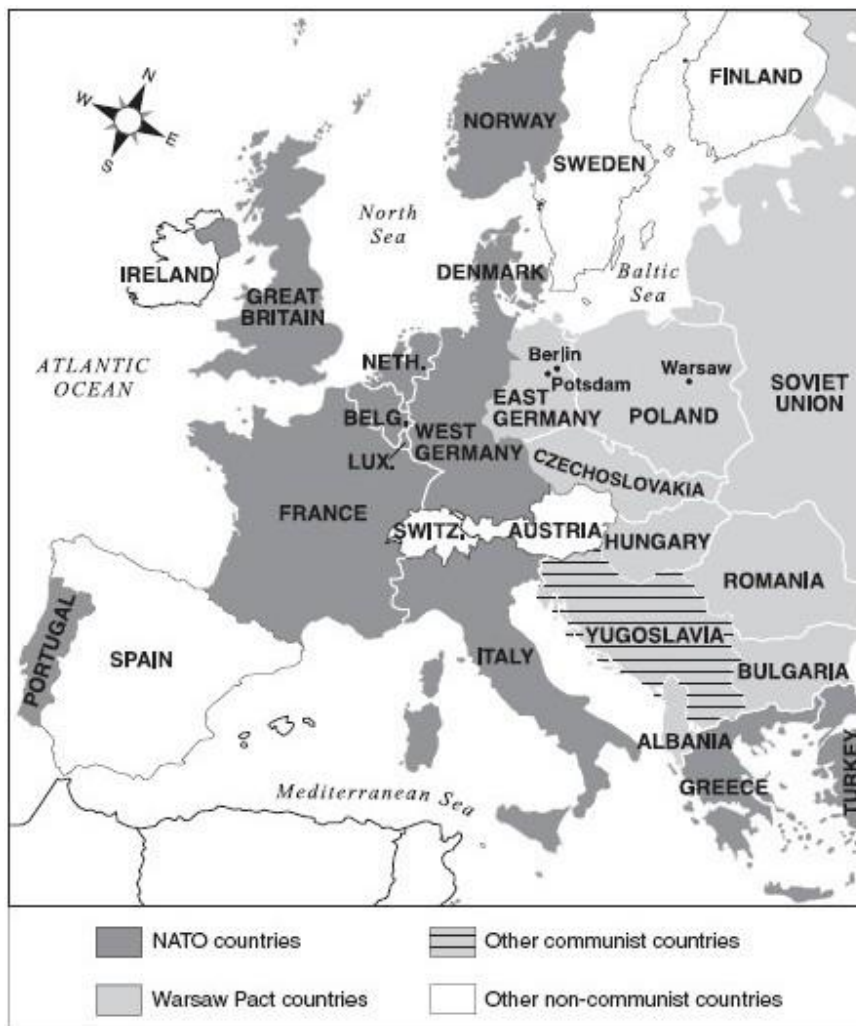 N
W
E
S
FINLAND
NORWAY
SWEDEN
North
Sea
IRELAND
DENMARK
Baltic
Sea
GREAT
BRITAIN
ATLANTIC
OCEAN
NETH.
Berlin
Potsdam
Warsaw
EAST
GERMANY
POLAND
SOVIET
UNION
BELG.
WEST
GERMANY
LUX.
CZECHOSLOVAKIA
FRANCE
SWITZ.
AUSTRIA
HUNGARY
ROMANIA
PORTUGAL
SPAIN
ITALY
YUGOSLAVIA
BULGARIA
ALBANIA
GREECE
TURKEY
Mediterranean Sea
NATO countries
Other communist countries
Warsaw Pact countries
Other non-communist countries